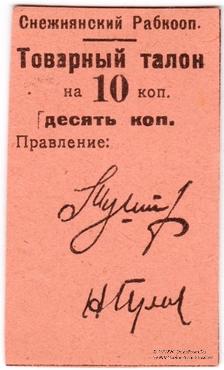 Снежнянский Рабкооп.
Товарный талон
на 10 коп.
десять коп.
Правление: